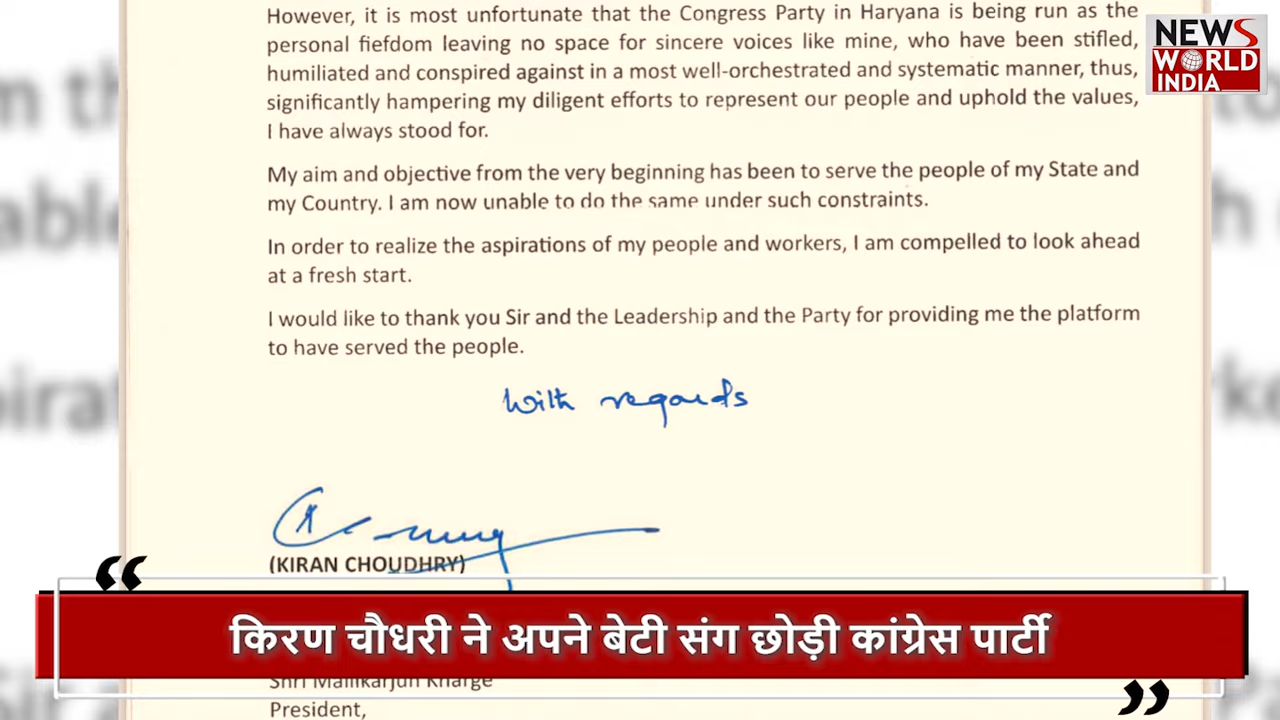 However, it is most unfortunate that the Congress Party in Haryana is being run as the
personal fiefdom leaving no space for sincere voices like mine, who have been stifled,
humiliated and conspired against in a most well-orchestrated and systematic manner, thus,
significantly hampering my diligent efforts to represent our people and uphold the values,
I have always stood for.
My aim and objective from the very beginning has been to serve the people of my State and
my Country. I am now unable to do the same under such constraints.
In order to realize the aspirations of my people and workers, I am compelled to look ahead
at a fresh start.
I would like to thank you Sir and the Leadership and the Party for providing me the platform
to have served the people.
With regards
(KIRAN CHOUDHRY)
“
किरण चौधरी ने अपने बेटी संग छोड़ी कांग्रेस पार्टी
”
Shri Mallikarjun Kharge
President,
NEWS
WORLD
INDIA